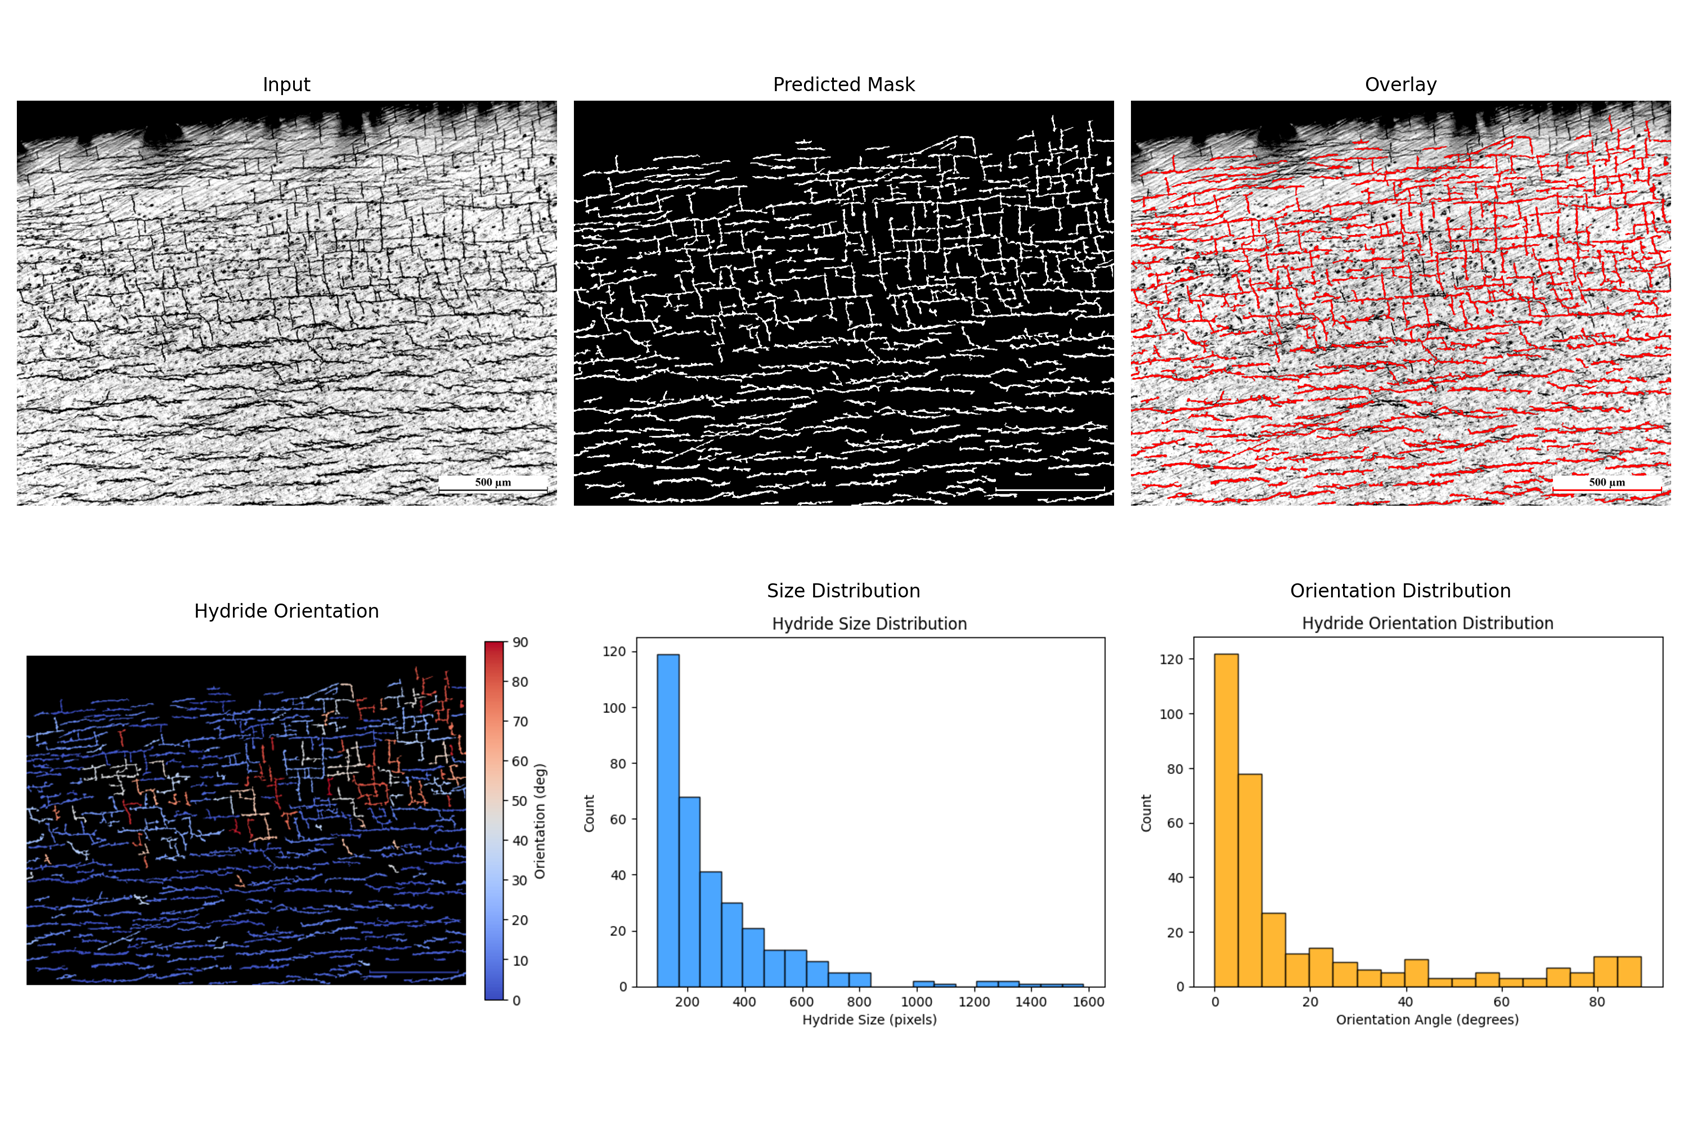 Input
Predicted Mask
Overlay
500 µm
500 µm
Hydride Orientation
90
80
70
60
50
40
30
20
10
0
Orientation (deg)
Size Distribution
Hydride Size Distribution
120
100
80
60
40
20
0
Count
200 400 600 800 1000 1200 1400 1600
Hydride Size (pixels)
Orientation Distribution
Hydride Orientation Distribution
120
100
80
60
40
20
0
Count
0 20 40 60 80
Orientation Angle (degrees)